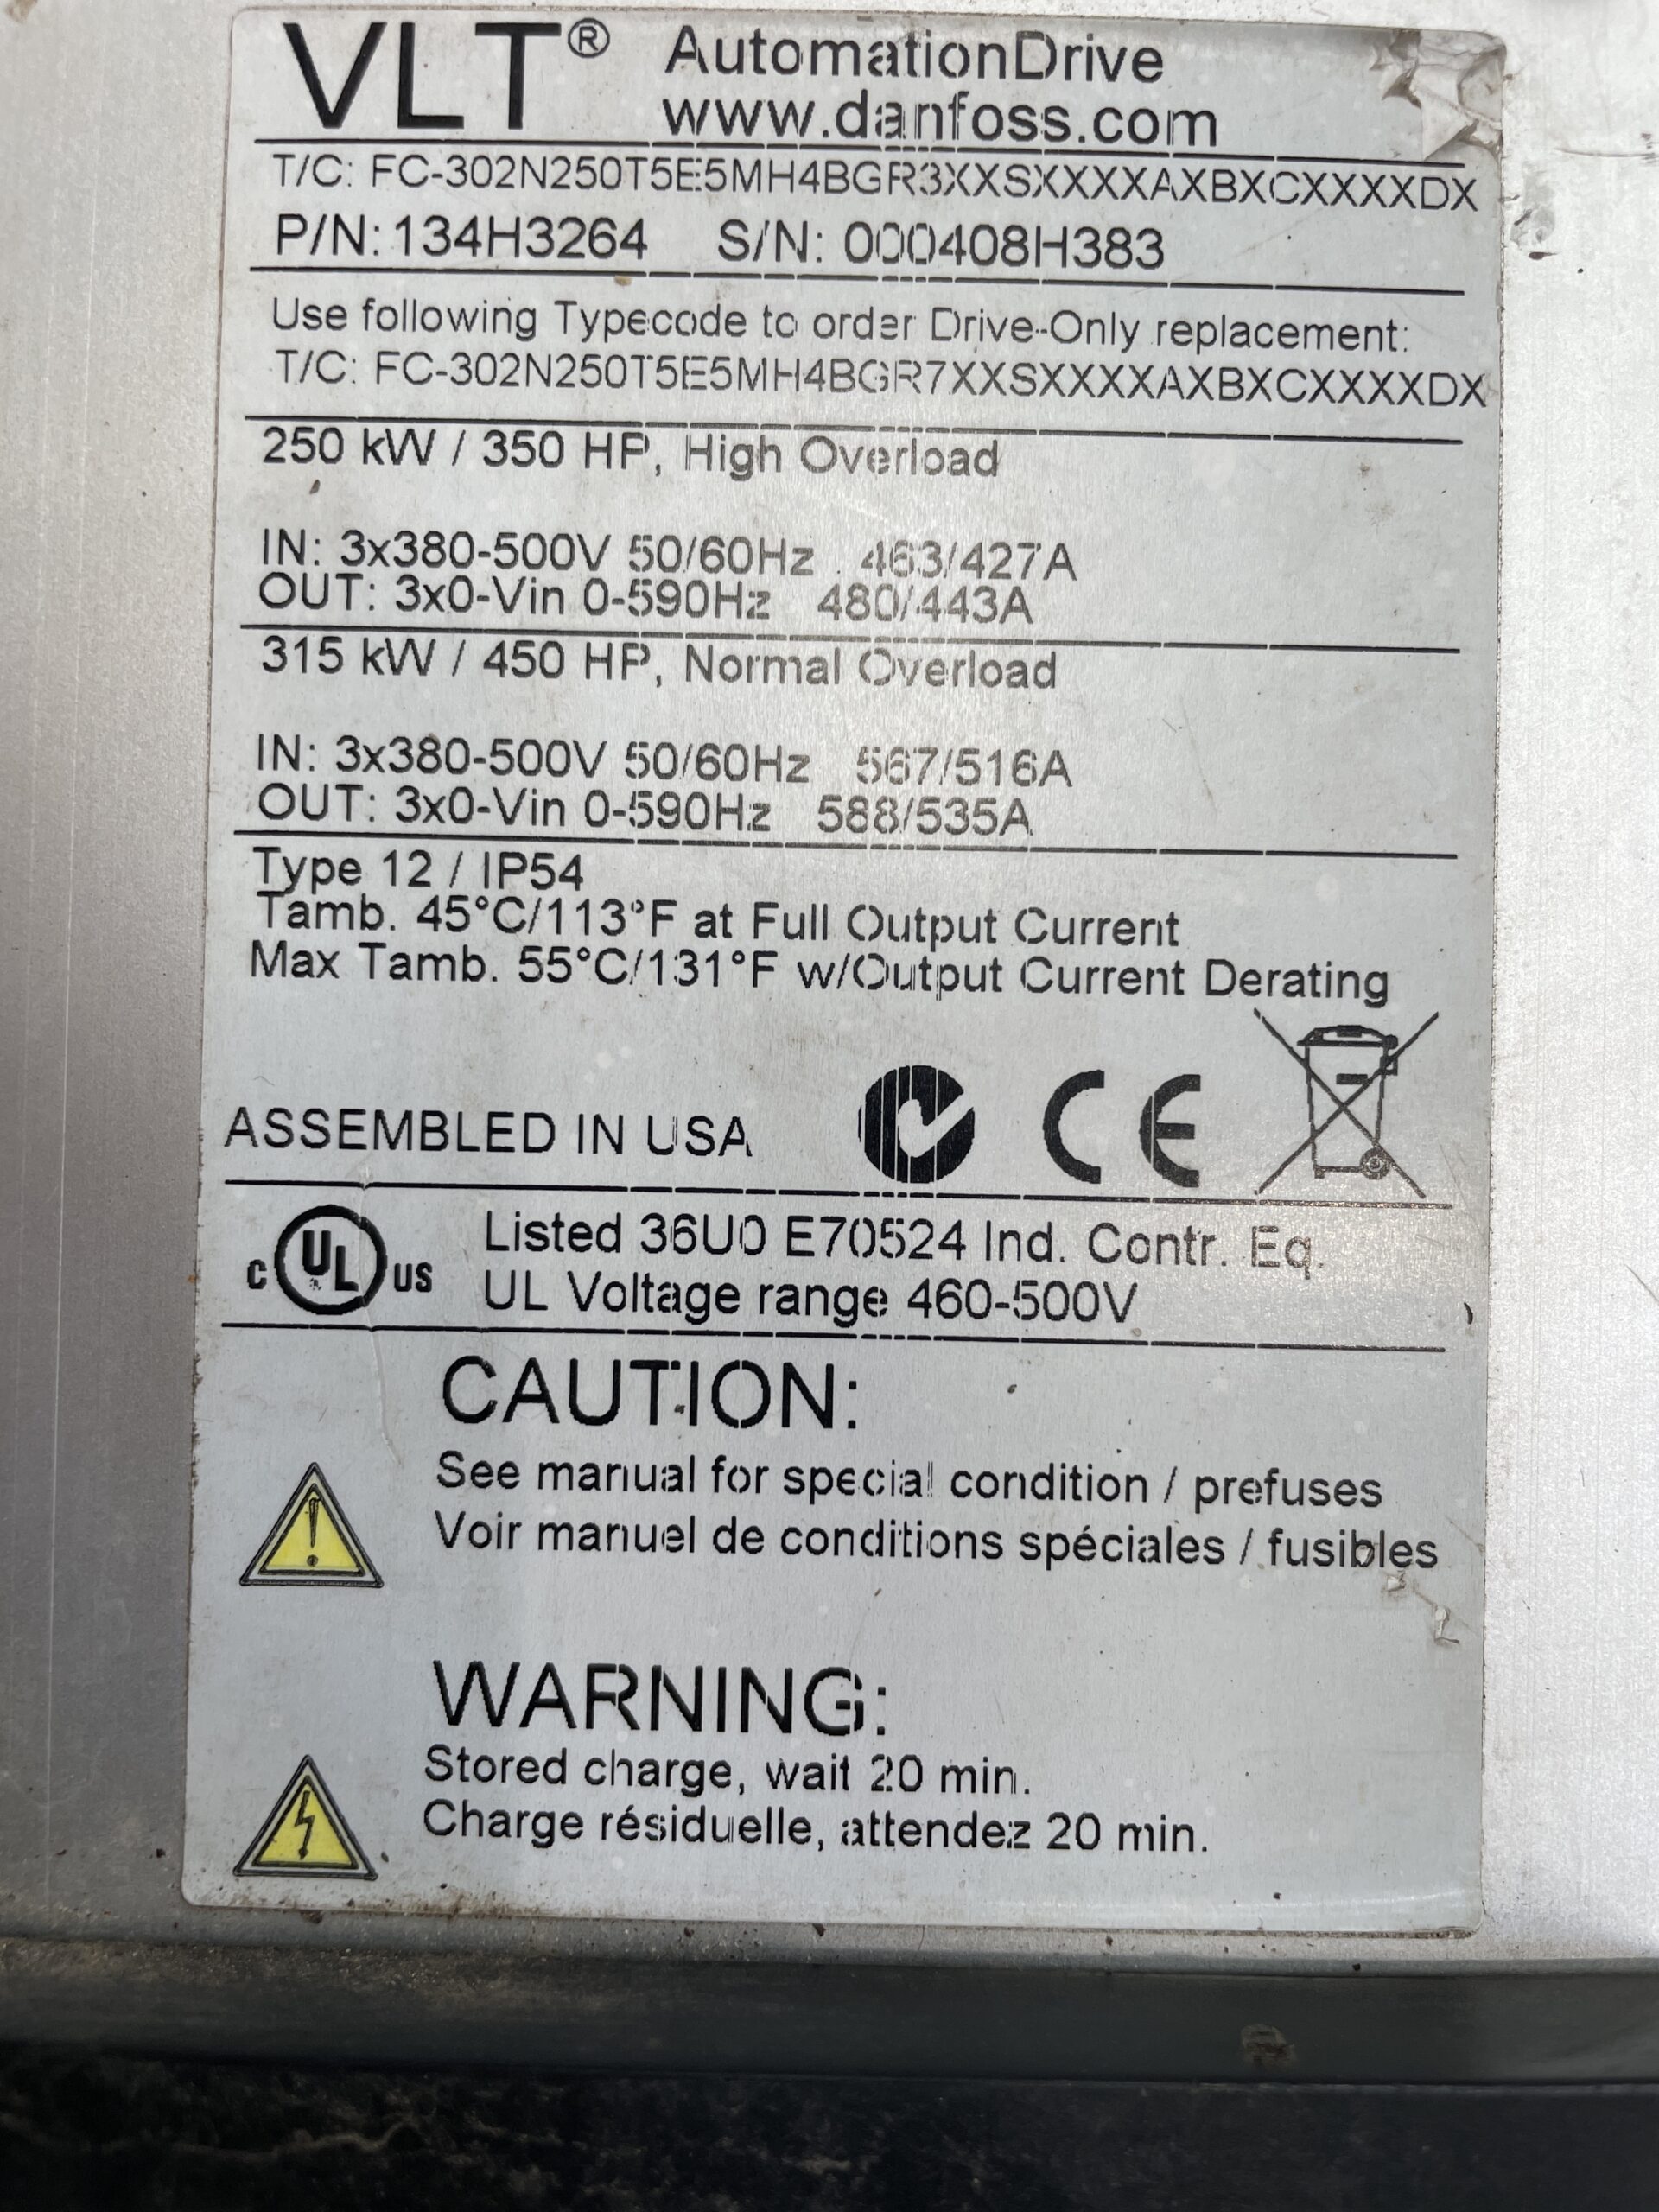 VLT® AutomationDrive
www.danfoss.com
T/C: FC-302N250T5E5MH4BGR3XXSXXXXAXBXCXXXXDX
P/N: 134H3264 S/N: 000408H383
Use following Typecode to order Drive-Only replacement:
T/C: FC-302N250T5E5MH4BGR7XXSXXXXAXBXCXXXXDX
250 kW / 350 HP, High Overload
IN: 3x380-500V 50/60Hz 463/427A
OUT: 3x0-Vin 0-590Hz 480/443A
315 kW / 450 HP, Normal Overload
IN: 3x380-500V 50/60Hz 567/516A
OUT: 3x0-Vin 0-590Hz 588/535A
Type 12 / IP54
Tamb. 45°C/113°F at Full Output Current
Max Tamb. 55°C/131°F w/Output Current Derating
ASSEMBLED IN USA CE
c UL us Listed 36U0 E70524 Ind. Contr. Eq.
UL Voltage range 460-500V
CAUTION:
See manual for special condition / prefuses
Voir manuel de conditions spéciales / fusibles
WARNING:
Stored charge, wait 20 min.
Charge résiduelle, attendez 20 min.